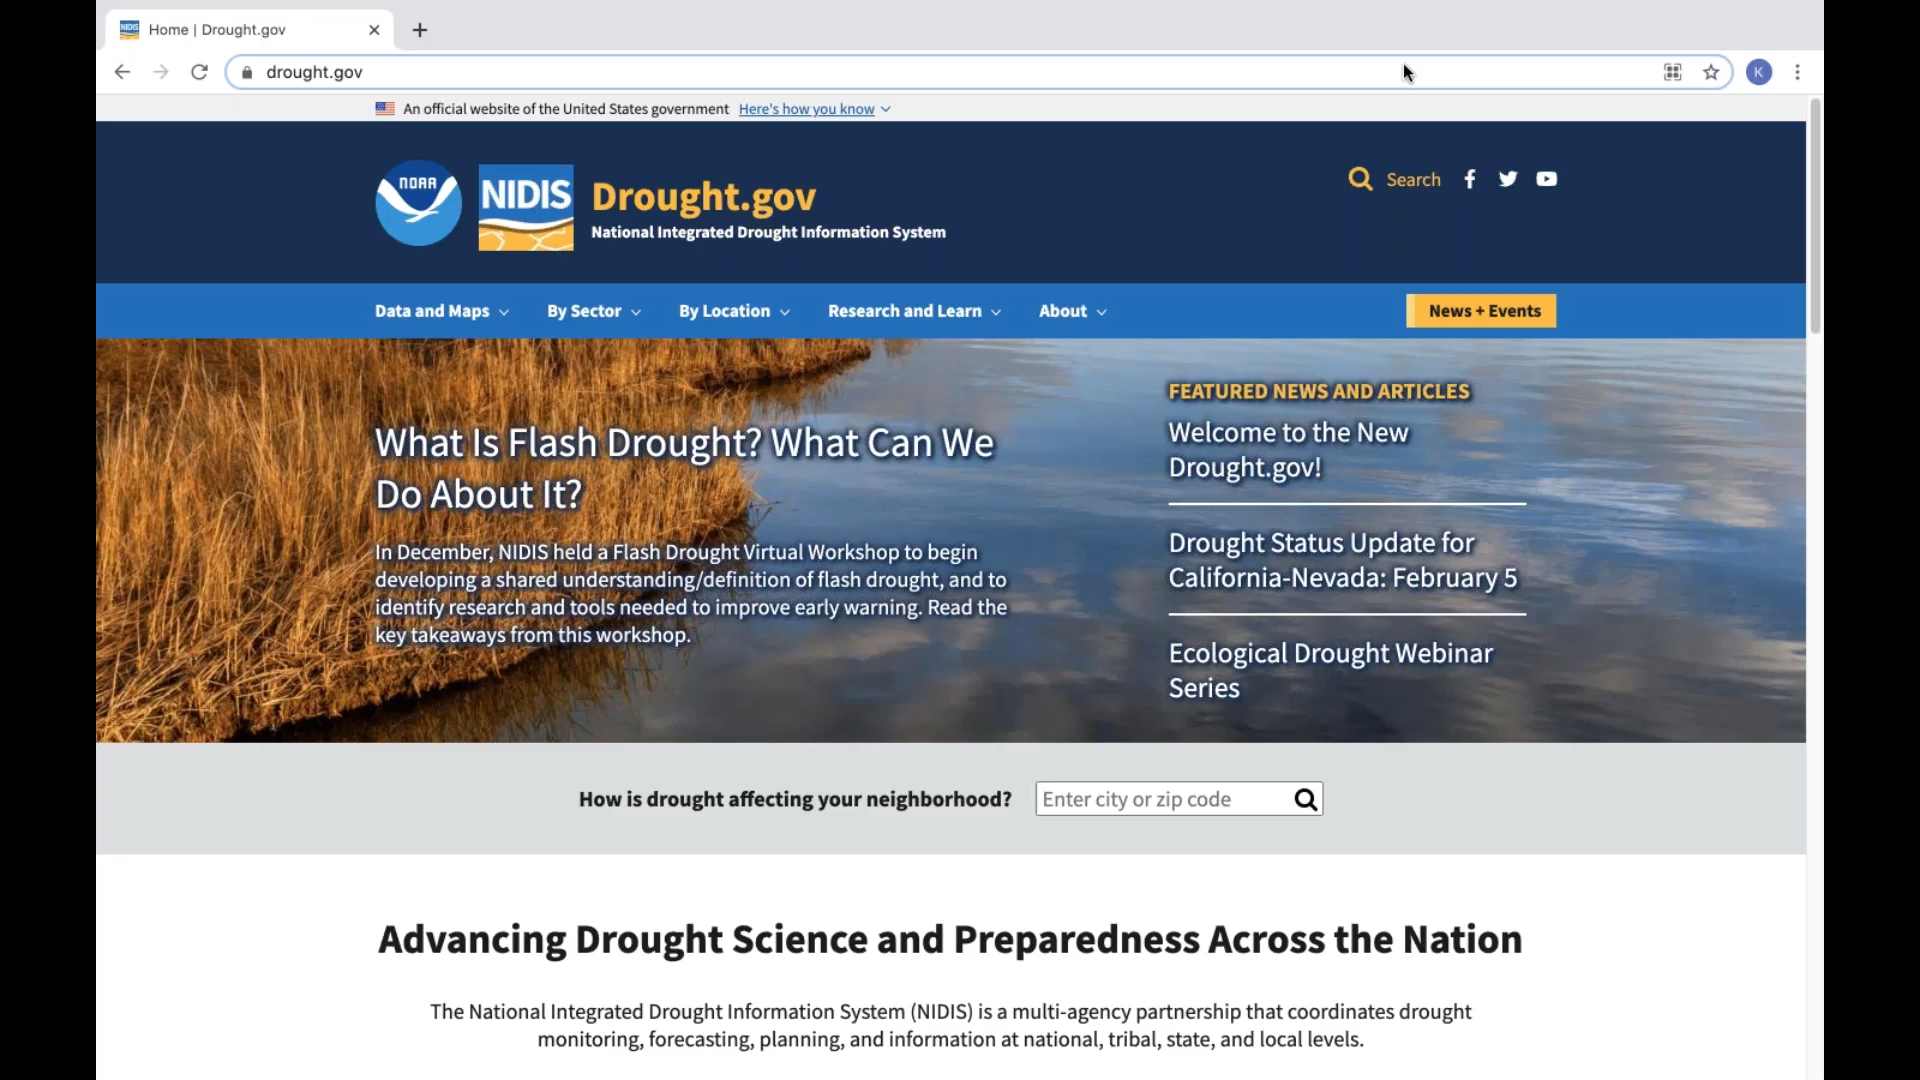 Home | Drought.gov
drought.gov
An official website of the United States government Here's how you know
NOAA
NIDIS
Drought.gov
National Integrated Drought Information System
Search
Data and Maps
By Sector
By Location
Research and Learn
About
News + Events
What Is Flash Drought? What Can We
Do About It?
In December, NIDIS held a Flash Drought Virtual Workshop to begin
developing a shared understanding/definition of flash drought, and to
identify research and tools needed to improve early warning. Read the
key takeaways from this workshop.
FEATURED NEWS AND ARTICLES
Welcome to the New
Drought.gov!
Drought Status Update for
California-Nevada: February 5
Ecological Drought Webinar
Series
How is drought affecting your neighborhood?
Enter city or zip code
Advancing Drought Science and Preparedness Across the Nation
The National Integrated Drought Information System (NIDIS) is a multi-agency partnership that coordinates drought
monitoring, forecasting, planning, and information at national, tribal, state, and local levels.